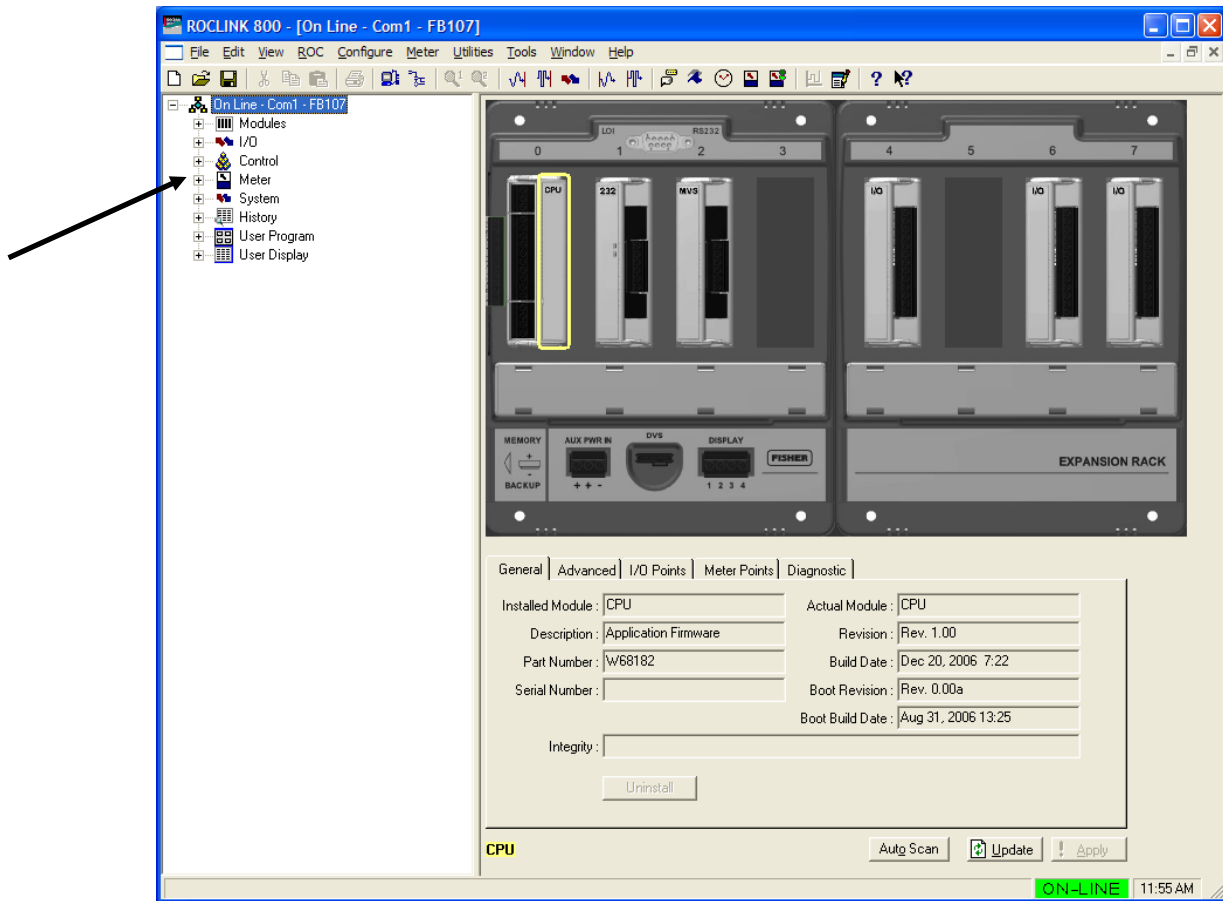 ROCLINK 800 - [On Line - Com1 - FB107]
File Edit View ROC Configure Meter Utilities Tools Window Help
On Line - Com1 - FB107
Modules
I/O
Control
Meter
System
History
User Program
User Display
LOI RS232
0 1 2 3 4 5 6 7
CPU 232 MVS I/O I/O I/O
MEMORY AUX PWR IN DVS DISPLAY
FISHER
EXPANSION RACK
BACKUP + + - 1 2 3 4
General Advanced I/O Points Meter Points Diagnostic
Installed Module : CPU Actual Module : CPU
Description : Application Firmware Revision : Rev. 1.00
Part Number : W68182 Build Date : Dec 20, 2006 7:22
Serial Number : Boot Revision : Rev. 0.00a
Boot Build Date : Aug 31, 2006 13:25
Integrity :
Uninstall
CPU Auto Scan Update Apply
ON-LINE 11:55 AM